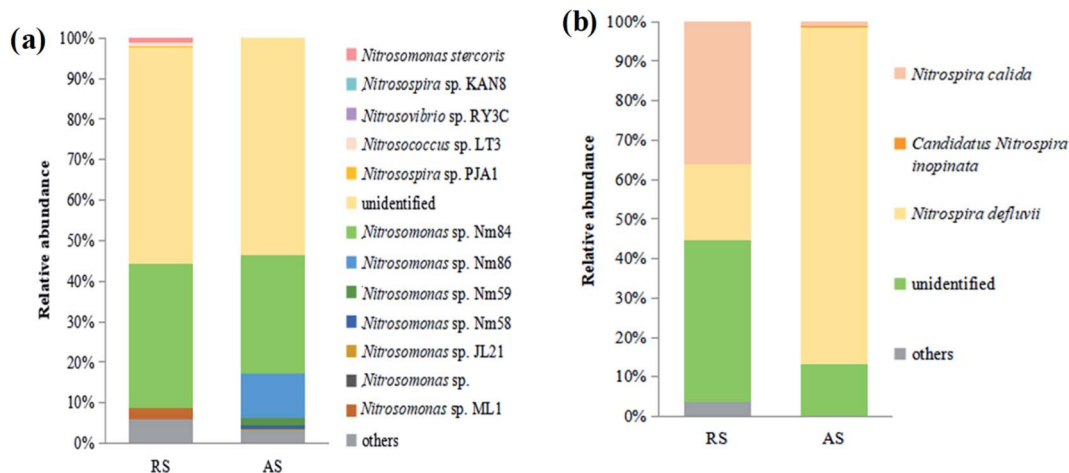 (a)
Relative abundance
100%
90%
80%
70%
60%
50%
40%
30%
20%
10%
0%
RS
AS
Nitrosomonas stercoris
Nitrosospira sp. KAN8
Nitrosovibrio sp. RY3C
Nitrosococcus sp. LT3
Nitrosospira sp. PJA1
unidentified
Nitrosomonas sp. Nm84
Nitrosomonas sp. Nm86
Nitrosomonas sp. Nm59
Nitrosomonas sp. Nm58
Nitrosomonas sp. JL21
Nitrosomonas sp.
Nitrosomonas sp. ML1
others
(b)
Relative abundance
100%
90%
80%
70%
60%
50%
40%
30%
20%
10%
0%
RS
AS
Nitrospira calida
Candidatus Nitrospira
inopinata
Nitrospira defluvii
unidentified
others